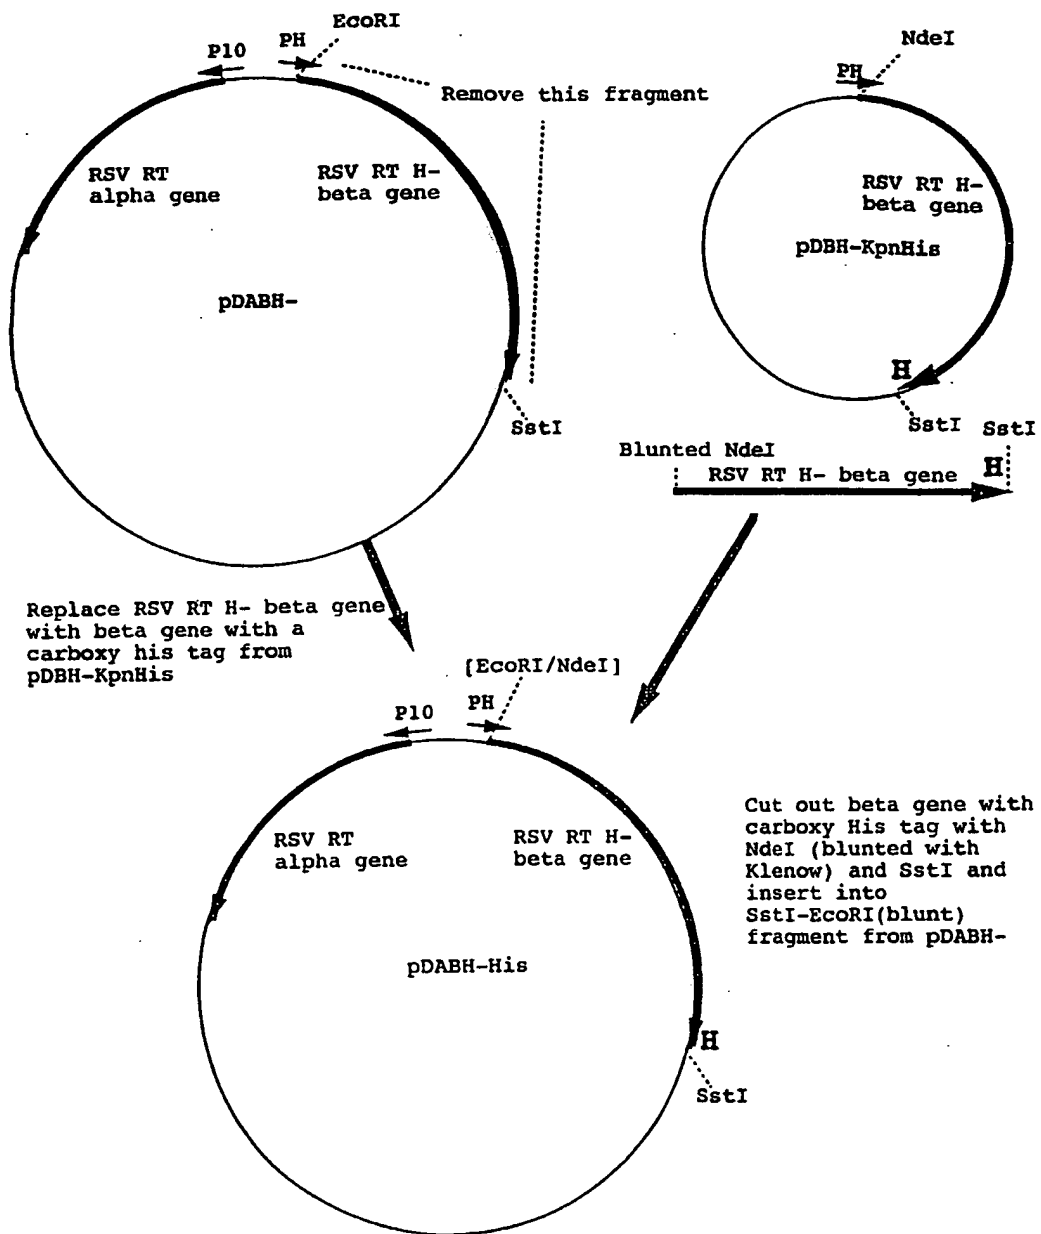 EcoRI
P10
PH
Remove this fragment
RSV RT
alpha gene
RSV RT H-
beta gene
pDABH-
SstI
NdeI
PH
RSV RT H-
beta gene
pDBH-KpnHis
H
SstI
SstI
Blunted NdeI
RSV RT H- beta gene
H
Replace RSV RT H- beta gene
with beta gene with a
carboxy his tag from
pDBH-KpnHis
[EcoRI/NdeI]
P10
PH
RSV RT
alpha gene
RSV RT H-
beta gene
pDABH-His
H
SstI
Cut out beta gene with
carboxy His tag with
NdeI (blunted with
Klenow) and SstI and
insert into
SstI-EcoRI(blunt)
fragment from pDABH-